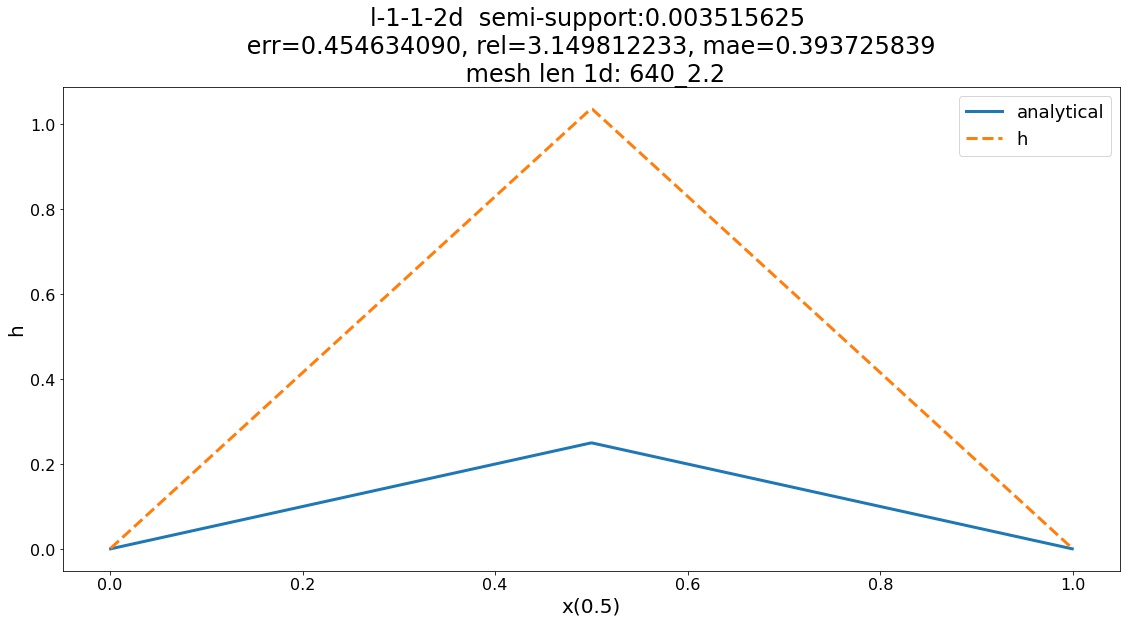 l-1-1-2d  semi-support:0.003515625
err=0.454634090, rel=3.149812233, mae=0.393725839
mesh len 1d: 640_2.2
analytical
h
h
1.0
0.8
0.6
0.4
0.2
0.0
0.0 0.2 0.4 0.6 0.8 1.0
x(0.5)